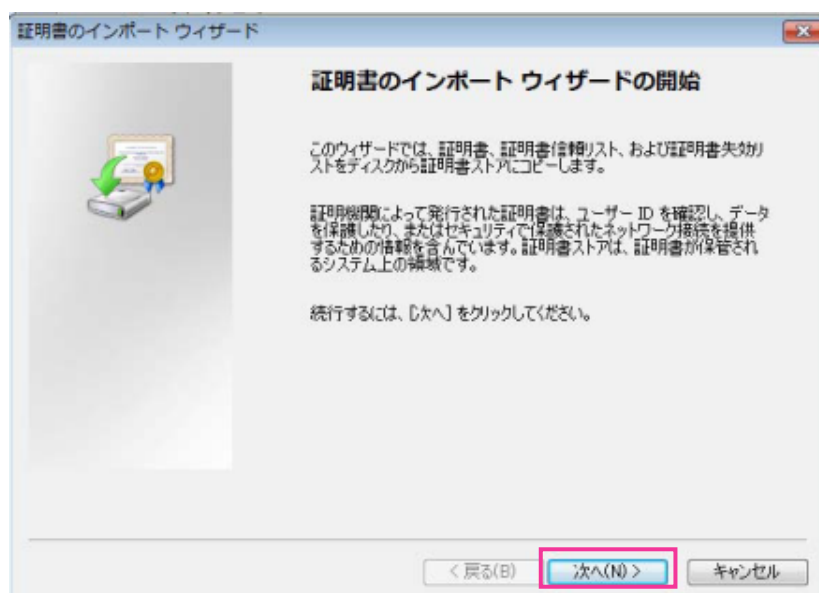 証明書のインポート ウィザード
証明書のインポート ウィザードの開始
このウィザードでは、証明書、証明書信頼リスト、および証明書失効リ
ストをディスクから証明書ストアにコピーします。
証明機関によって発行された証明書は、ユーザー ID を確認し、データ
を保護したり、またはセキュリティで保護されたネットワーク接続を提供
するための情報を含んでいます。証明書ストアは、証明書が保管され
るシステム上の領域です。
続行するには、[次へ] をクリックしてください。
< 戻る(B)
次へ(N) >
キャンセル